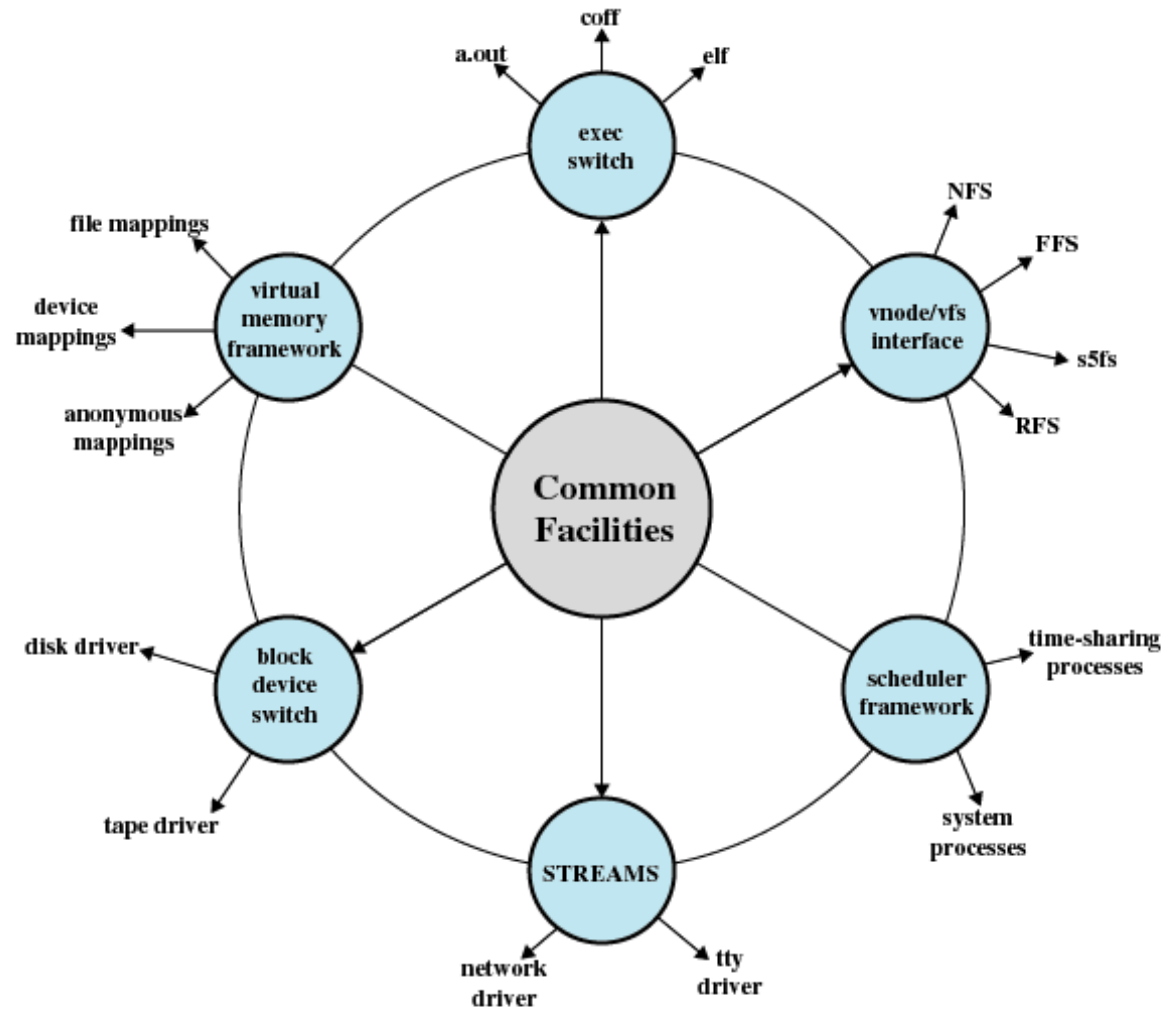 coff
a.out
elf
exec
switch
NFS
FFS
s5fs
RFS
vnode/vfs
interface
file mappings
device
mappings
anonymous
mappings
virtual
memory
framework
Common
Facilities
disk driver
tape driver
block
device
switch
scheduler
framework
time-sharing
processes
system
processes
STREAMS
network
driver
tty
driver